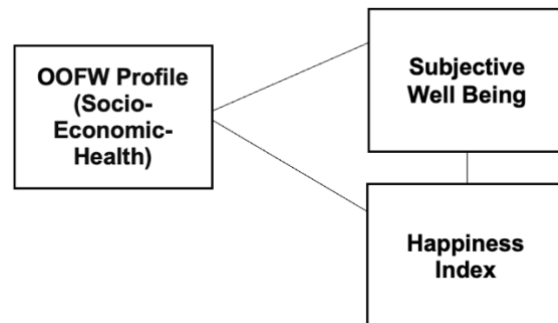 OOFW Profile
(Socio-
Economic-
Health)
Subjective
Well Being
Happiness
Index